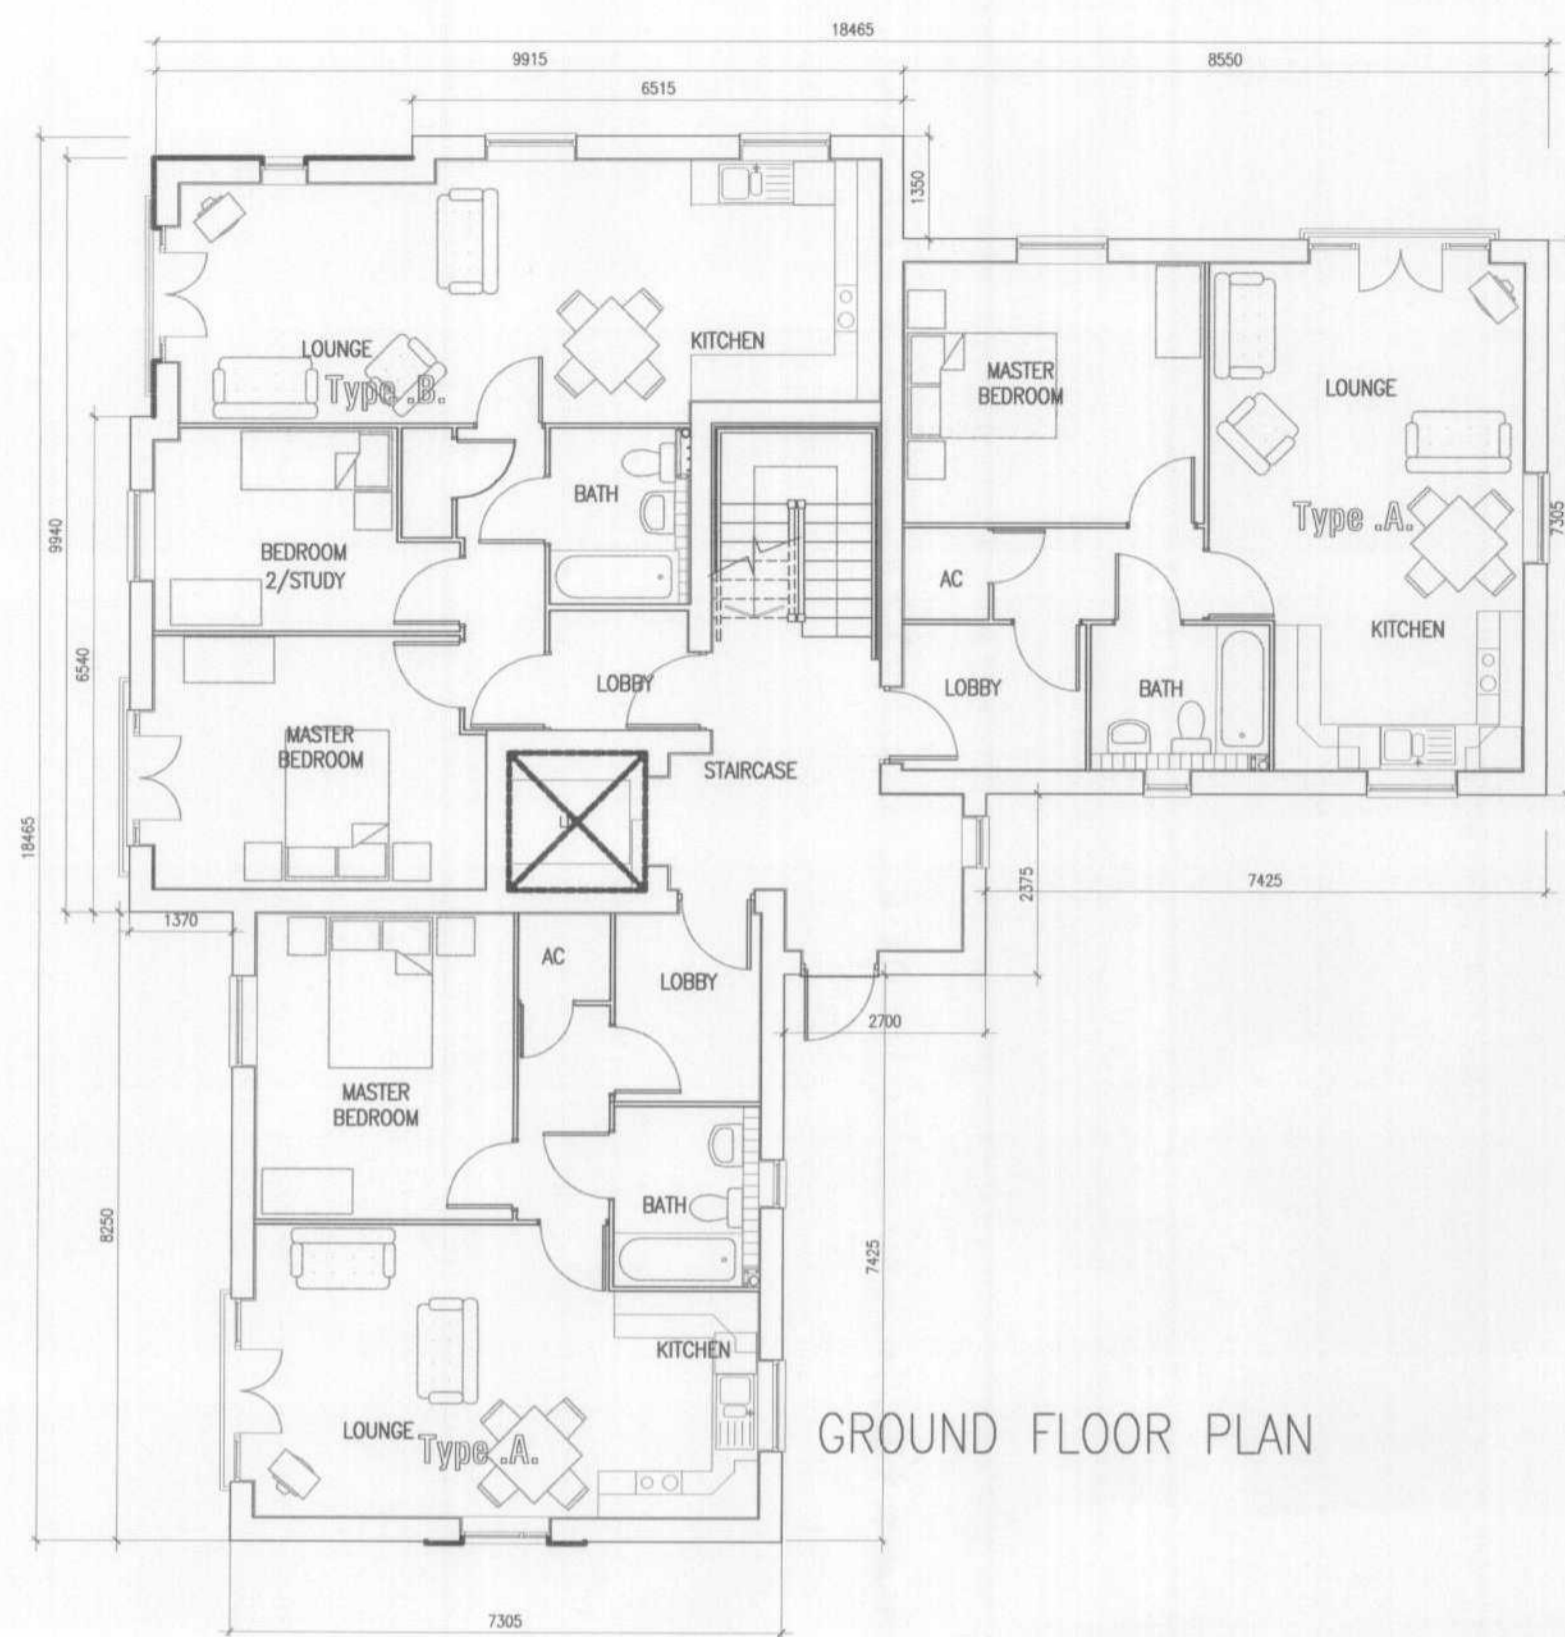 18465
9915
8550
6515
1350
LOUNGE
Type .B.
KITCHEN
MASTER
BEDROOM
LOUNGE
Type .A.
7305
KITCHEN
9940
BATH
BEDROOM
2/STUDY
AC
6540
LOBBY
LOBBY
BATH
MASTER
BEDROOM
STAIRCASE
18465
2375
7425
1370
AC
LOBBY
2700
MASTER
BEDROOM
BATH
8250
7425
KITCHEN
LOUNGE
Type .A.
GROUND FLOOR PLAN
7305